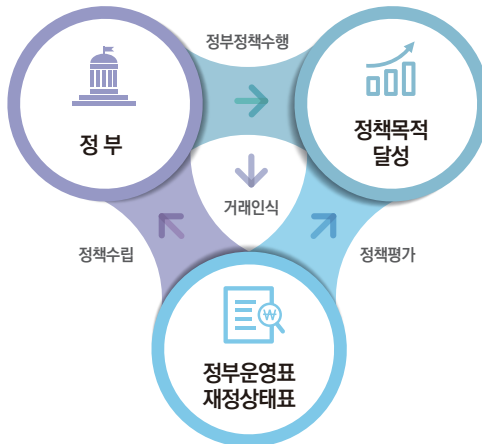 정부정책수행
정 부
정책목적
달성
거래인식
정책수립
정책평가
₩
정부운영표
재정상태표